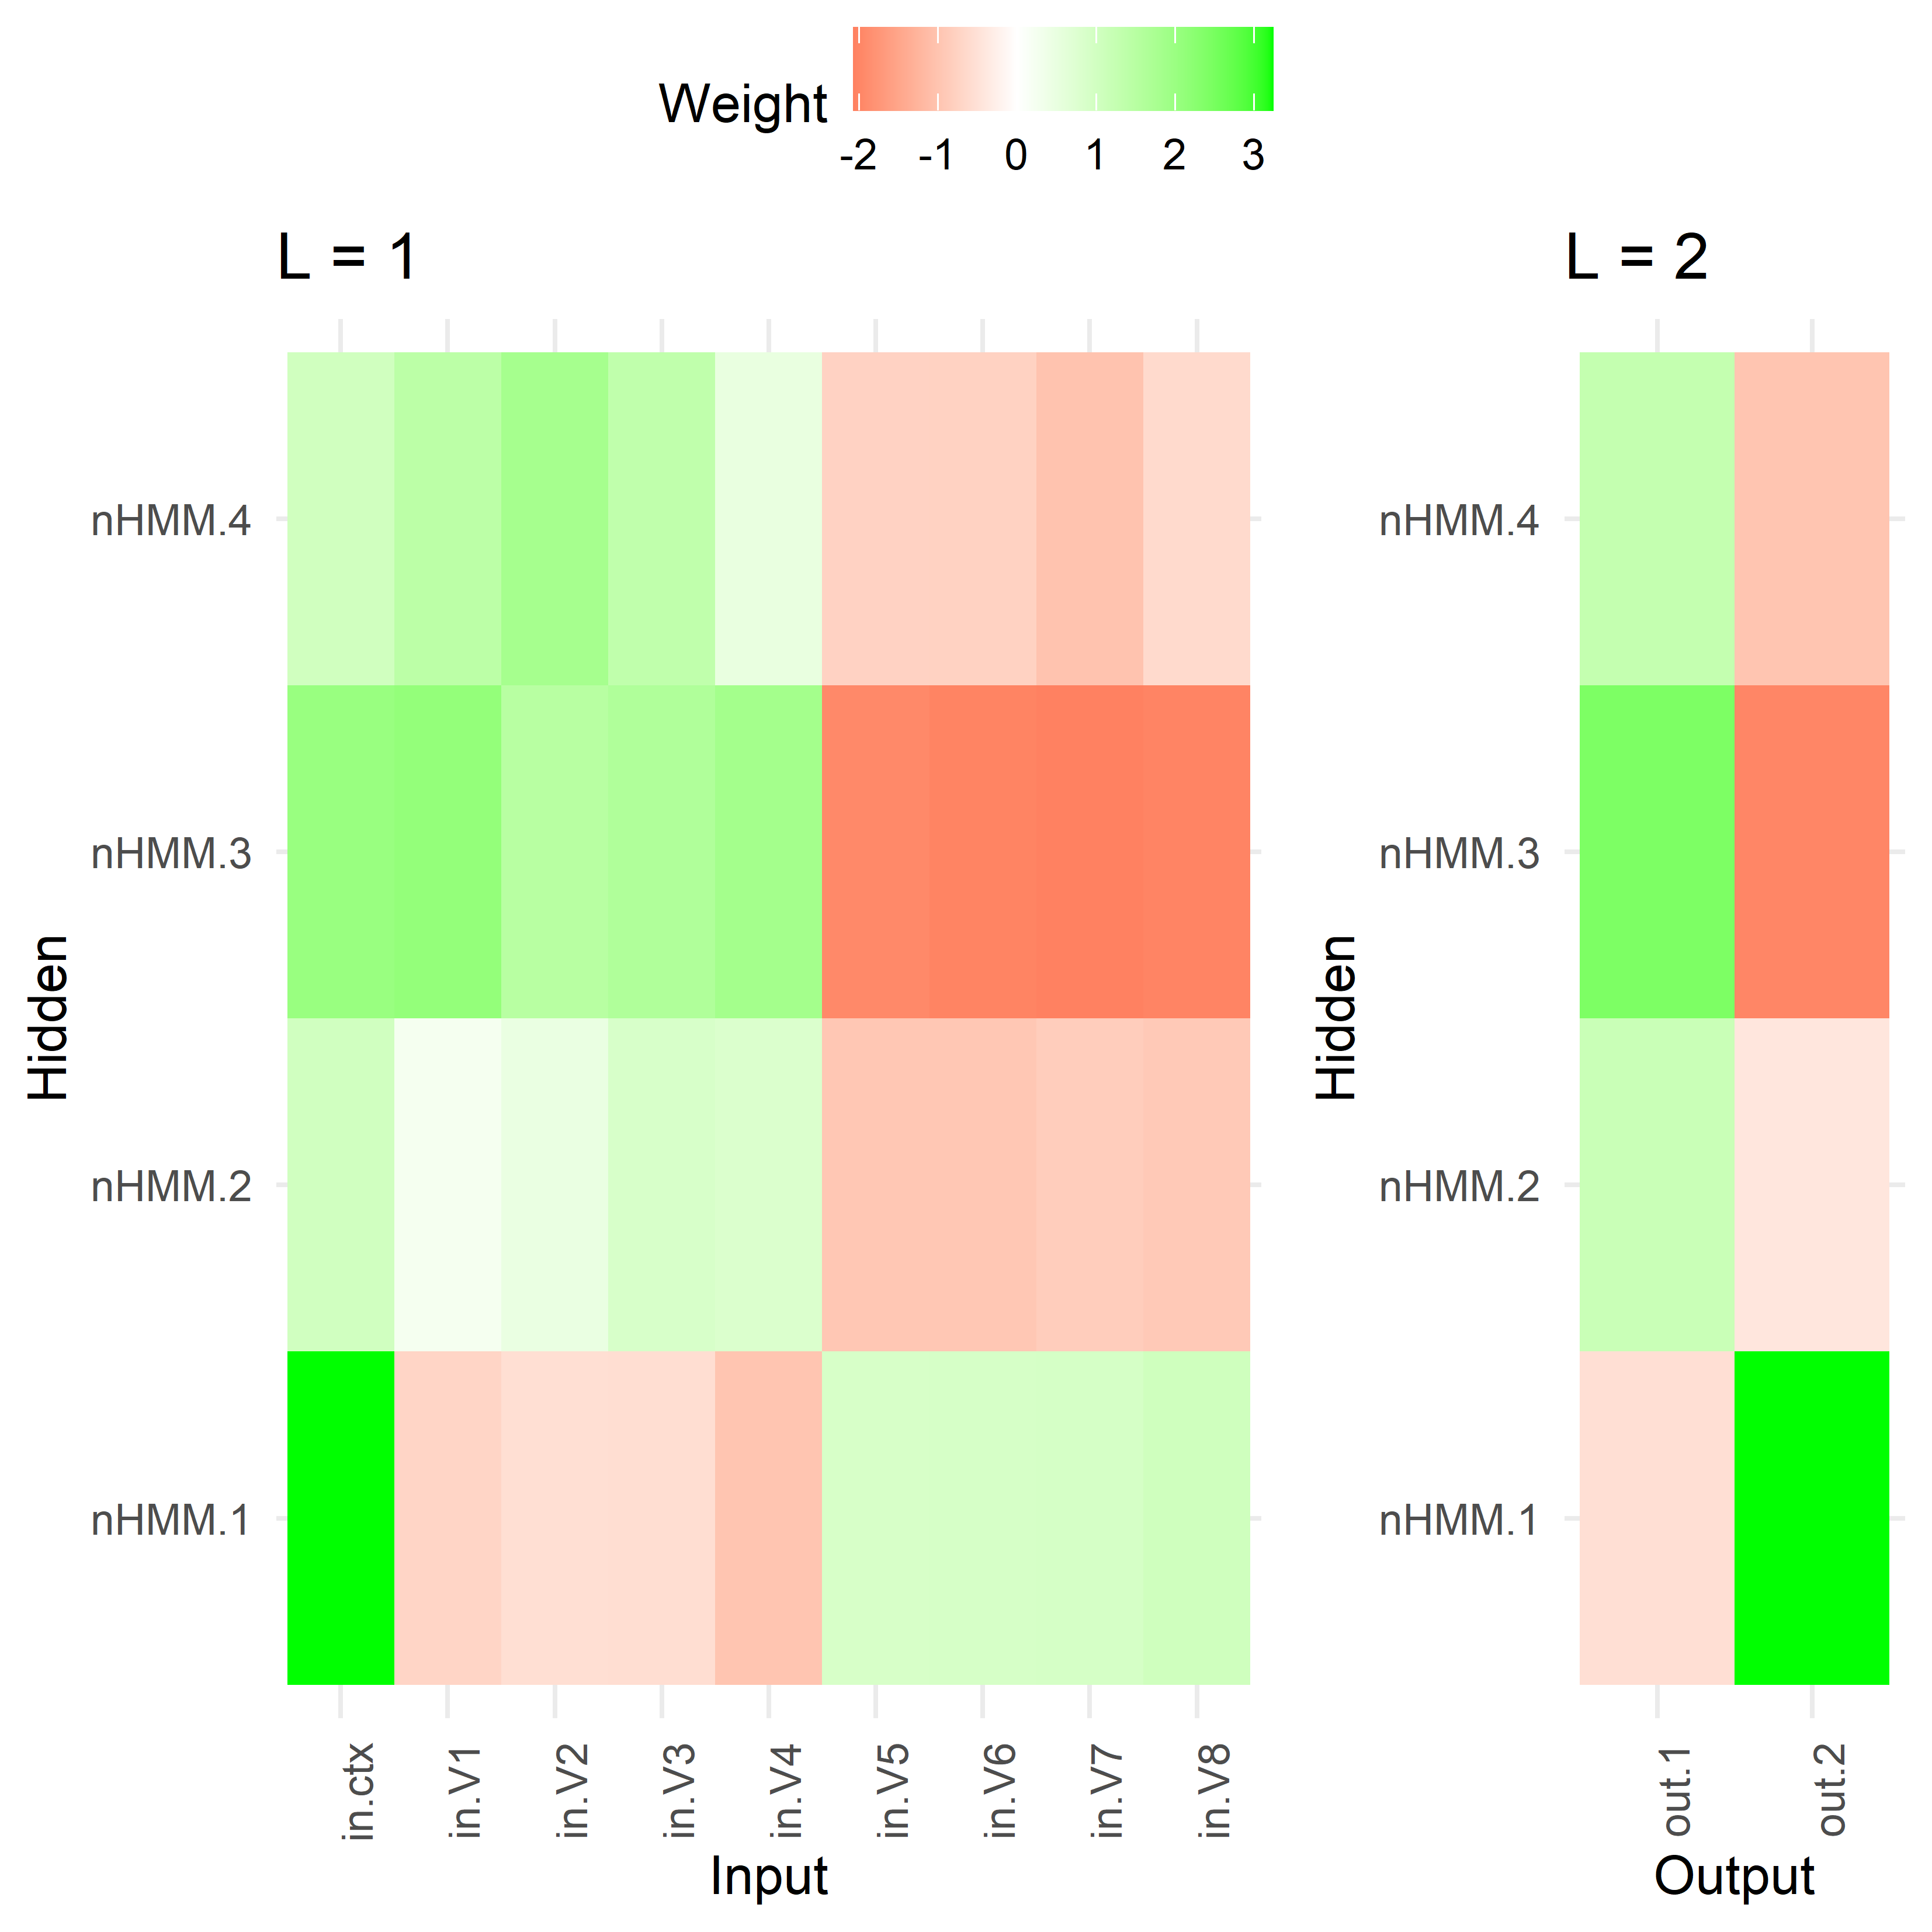 Weight
-2 -1 0 1 2 3
L = 1
L = 2
nHMM.4
nHMM.3
nHMM.2
nHMM.1
Hidden
in.ctx in.V1 in.V2 in.V3 in.V4 in.V5 in.V6 in.V7 in.V8
Input
nHMM.4
nHMM.3
nHMM.2
nHMM.1
Hidden
out.1 out.2
Output